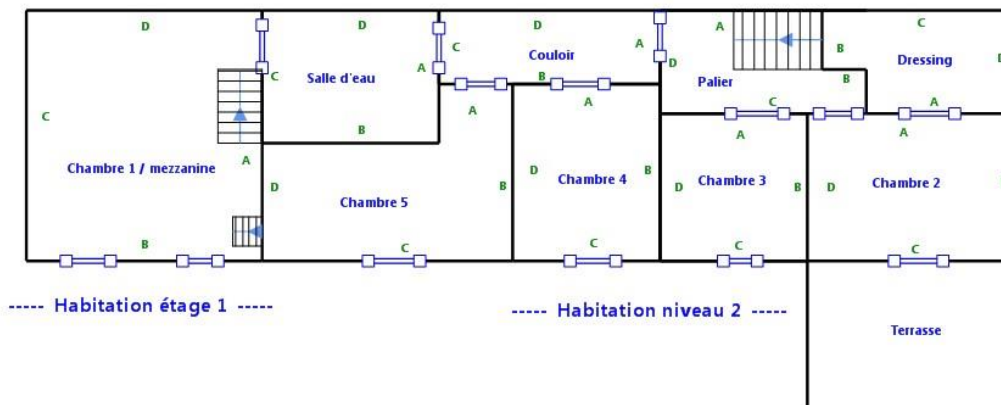 D D D A C
C A C A B D
Couloir
Dressing
Salle d'eau
C A B D Palier B
C
B A A C A
B D A A
Chambre 1 / mezzanine
A D B D B D B D
Chambre 4 Chambre 3 Chambre 2
Chambre 5
B C C C C
----- Habitation étage 1 -----
----- Habitation niveau 2 -----
Terrasse